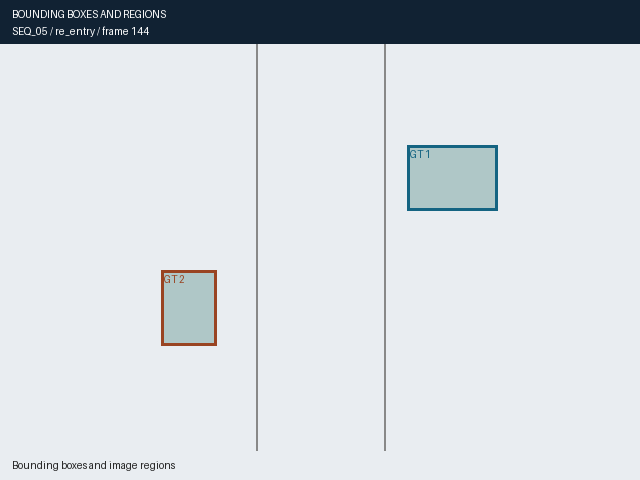 BOUNDING BOXES AND REGIONS
SEQ_05 / re_entry / frame 144
GT1
GT2
Bounding boxes and image regions